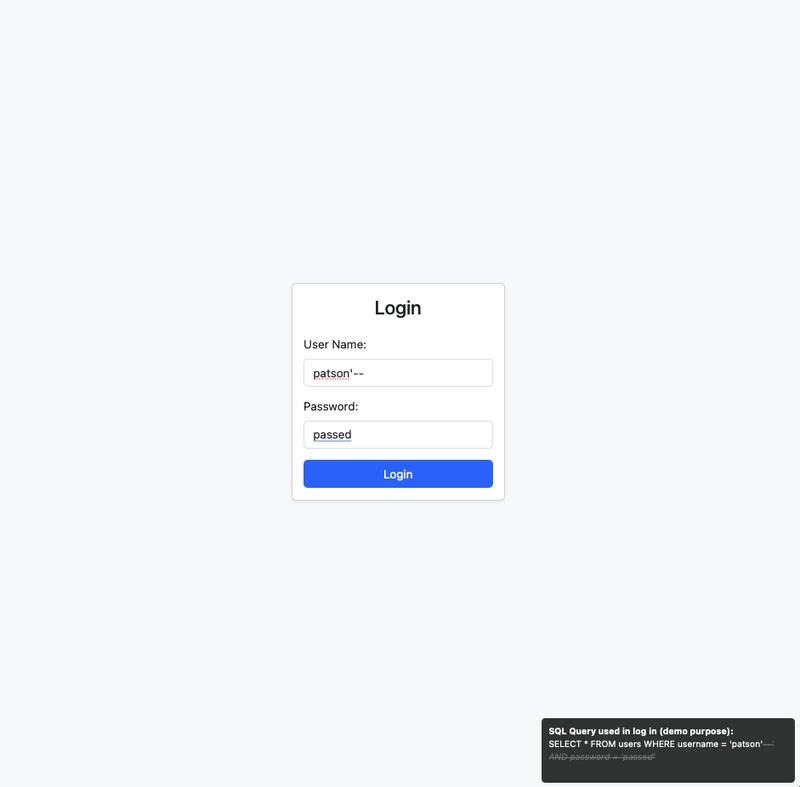 Login
User Name:
patson'--
Password:
passed
Login
SQL Query used in log in (demo purpose):
SELECT * FROM users WHERE username = 'patson'--'
AND password = 'passed'